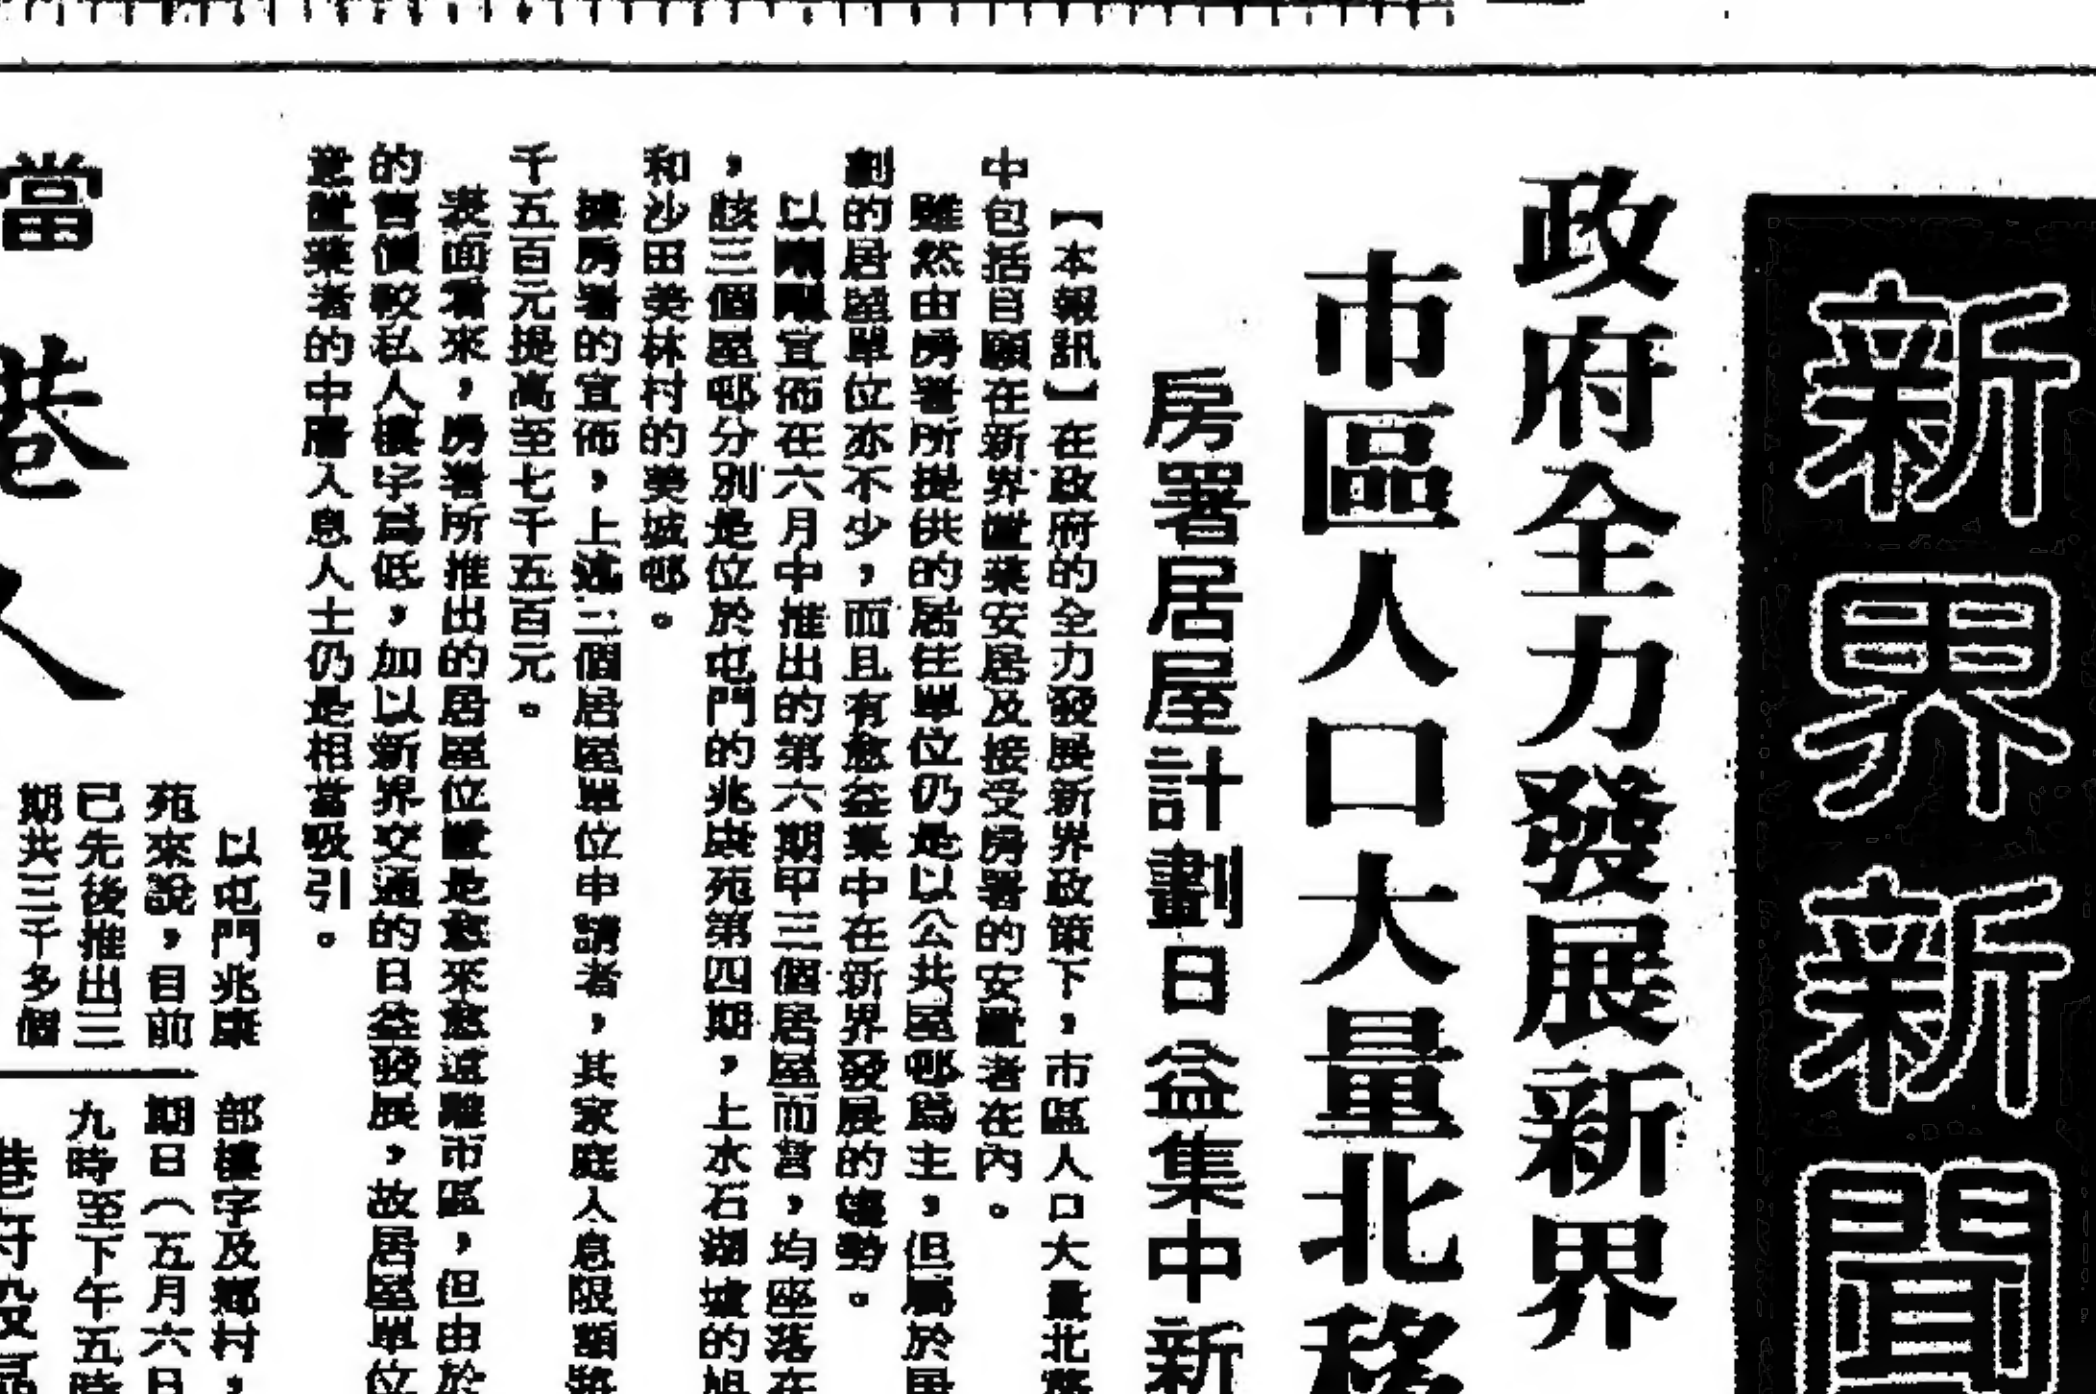 新界新聞
政府全力發展新界
市區人口大量北移
房署居屋計劃日益集中新
【本報訊】在政府的全力發展新界政策下，市區人口大量北移
中包括自願在新界置業安居及接受房署的安置者在內。
雖然由房署所提供的居住單位仍是以公共屋邨爲主，但屬於居
劃的居屋單位亦不少，而且有愈益集中在新界發展的趨勢。
以剛剛宣佈在六月中推出的第六期甲三個居屋而言，均座落在
，該三個屋邨分別是位於屯門的兆康苑第四期，上水石湖墟的旭
和沙田美林村的美城邨。
據房署的宣佈，上述三個居屋單位申請者，其家庭入息限額將
千五百元提高至七千五百元。
表面看來，房署所推出的居屋位置是愈來愈遠離市區，但由於
的售價較私人樓宇爲低，加以新界交通的日益發展，故居屋單位
意置業者的中層入息人士仍是相當吸引。
當
港
人
以屯門兆康
苑來說，目前
已先後推出三
期共三千多個
部樓宇及鄉村，
期日（五月六日
九時至下午五時